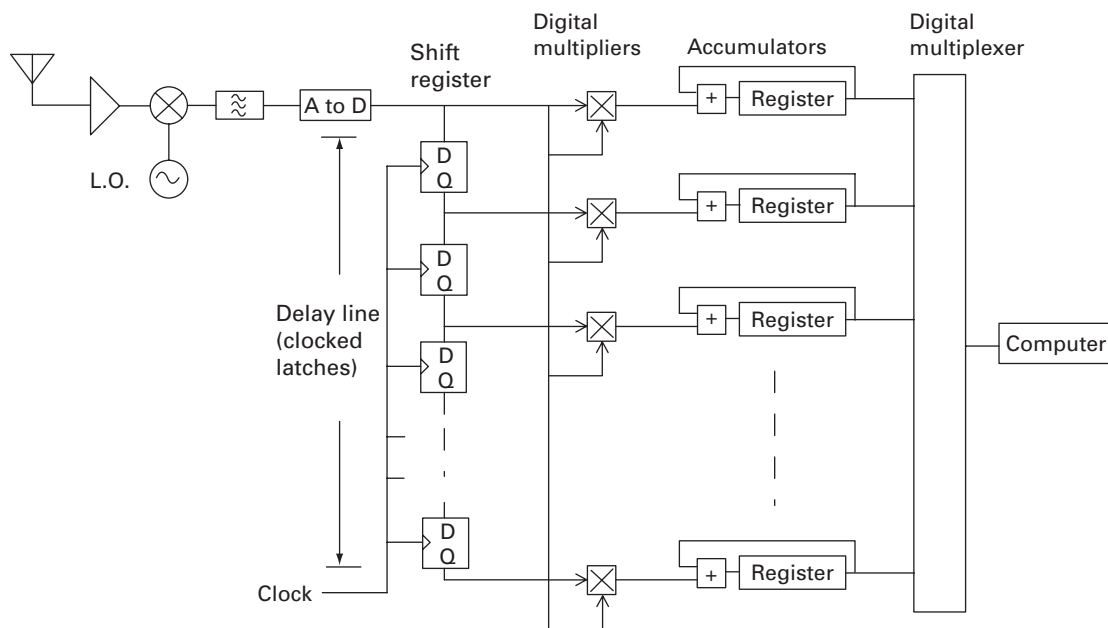 Digital
multipliers
Accumulators
Digital
multiplexer
Shift
register
A to D
+
Register
L.O.
D
Q
+
Register
D
Q
Delay line
(clocked
latches)
+
Register
Computer
D
Q
D
Q
+
Register
Clock